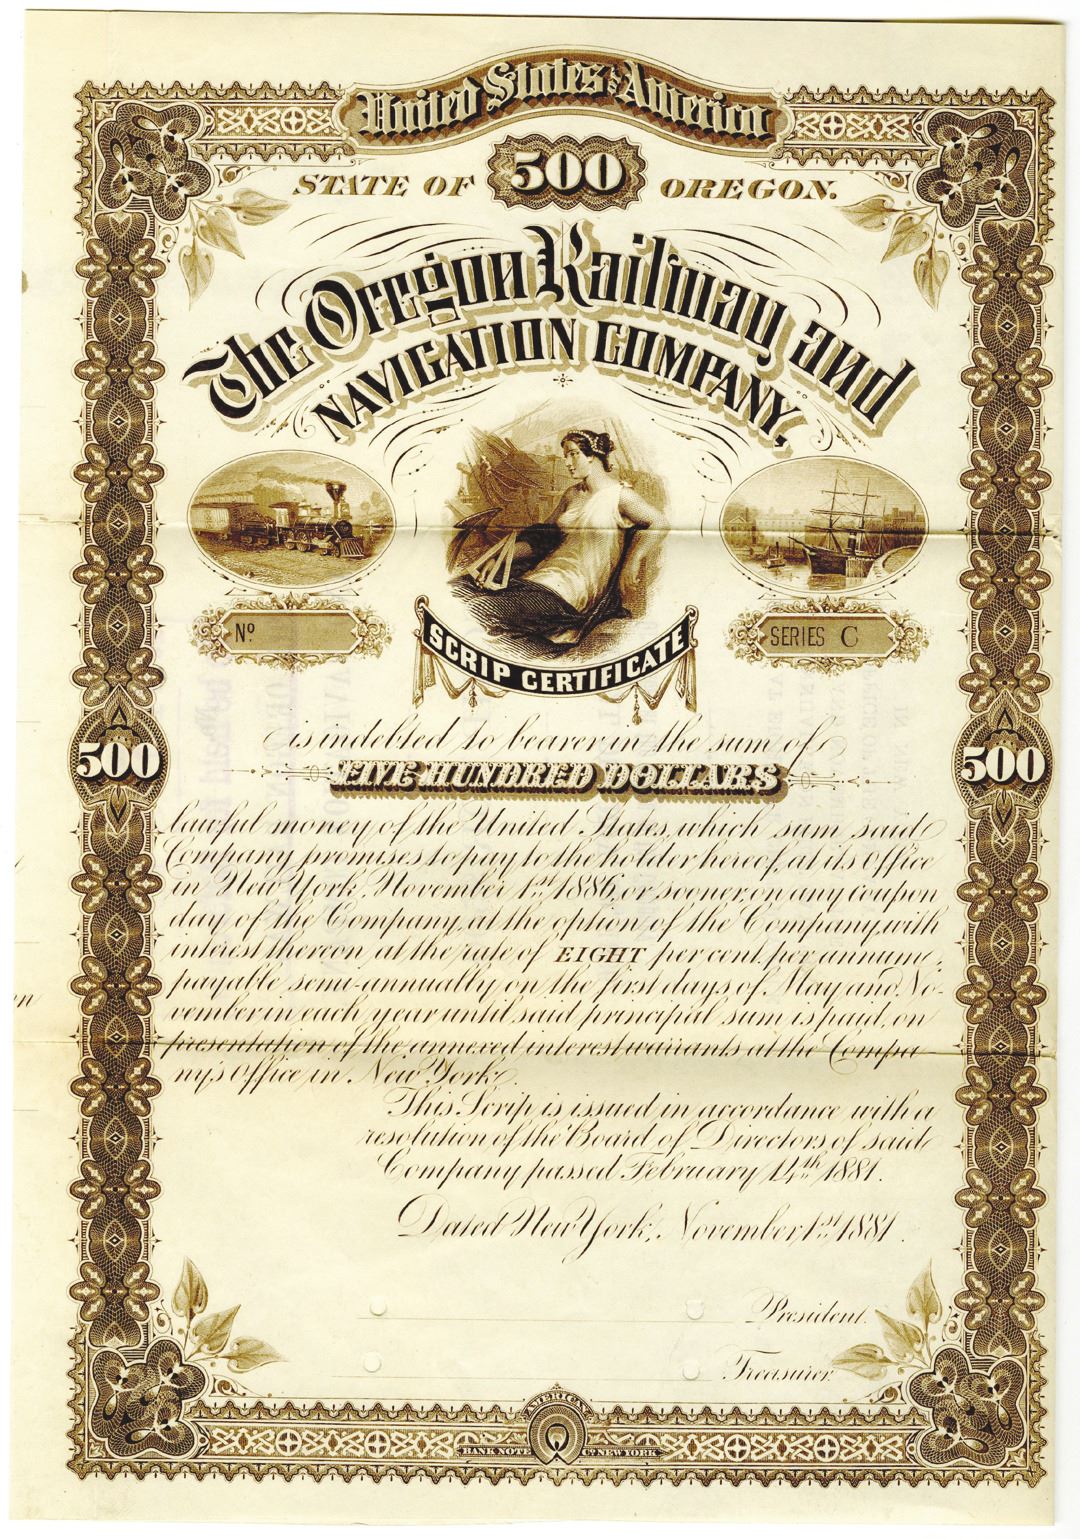 United States of America
STATE OF 500 OREGON.
The Oregon Railway and
NAVIGATION COMPANY,
No
SERIES C
SCRIP CERTIFICATE
is indebted to bearer in the sum of
500 FIVE HUNDRED DOLLARS 500
lawful money of the United States, which sum said
Company promises to pay to the holder hereof, at its office
in New York, November 1st 1886, or sooner, on any coupon
day of the Company, at the option of the Company, with
interest thereon at the rate of EIGHT per cent. per annum,
payable semi-annually on the first days of May and No-
vember in each year until said principal sum is paid, on
presentation of the annexed interest warrants at the Compa-
ny's office in New York.
This Scrip is issued in accordance with a
resolution of the Board of Directors of said
Company passed February 14th 1881.
Dated New York, November 1st 1881.
President.
Treasurer.
AMERICAN
BANK NOTE Co. NEW YORK